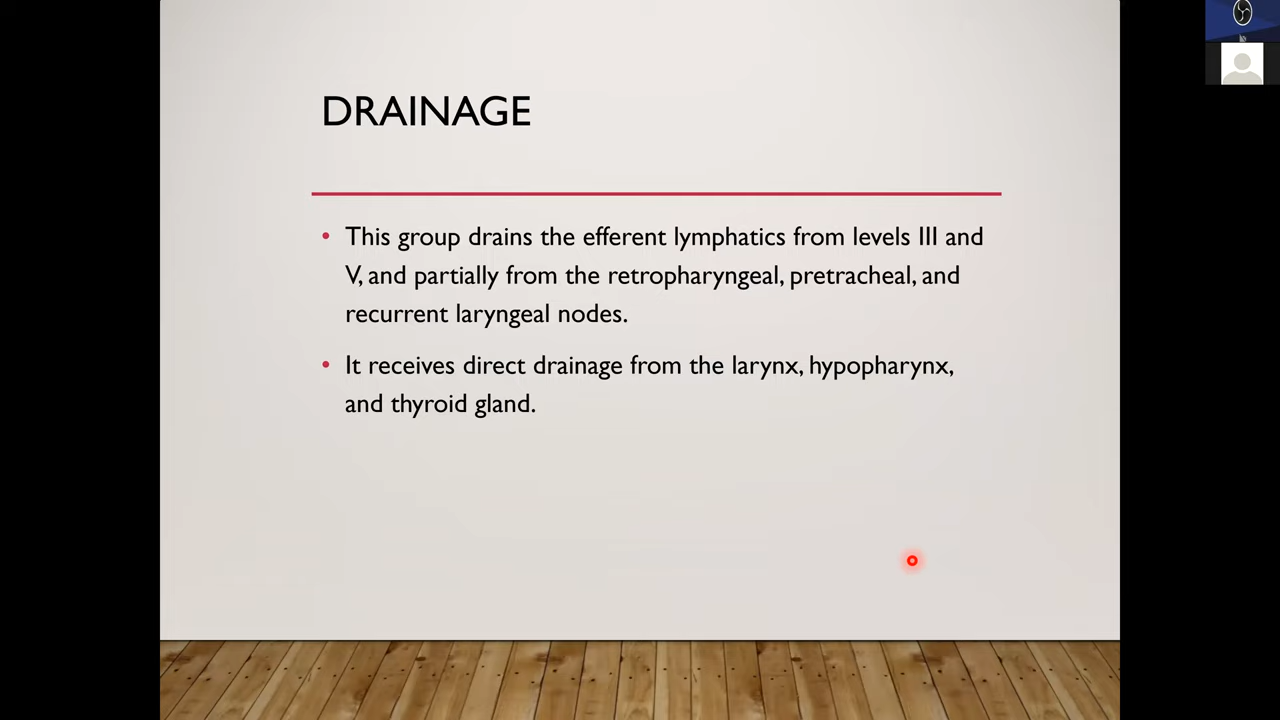 DRAINAGE
• This group drains the efferent lymphatics from levels III and
V, and partially from the retropharyngeal, pretracheal, and
recurrent laryngeal nodes.
• It receives direct drainage from the larynx, hypopharynx,
and thyroid gland.